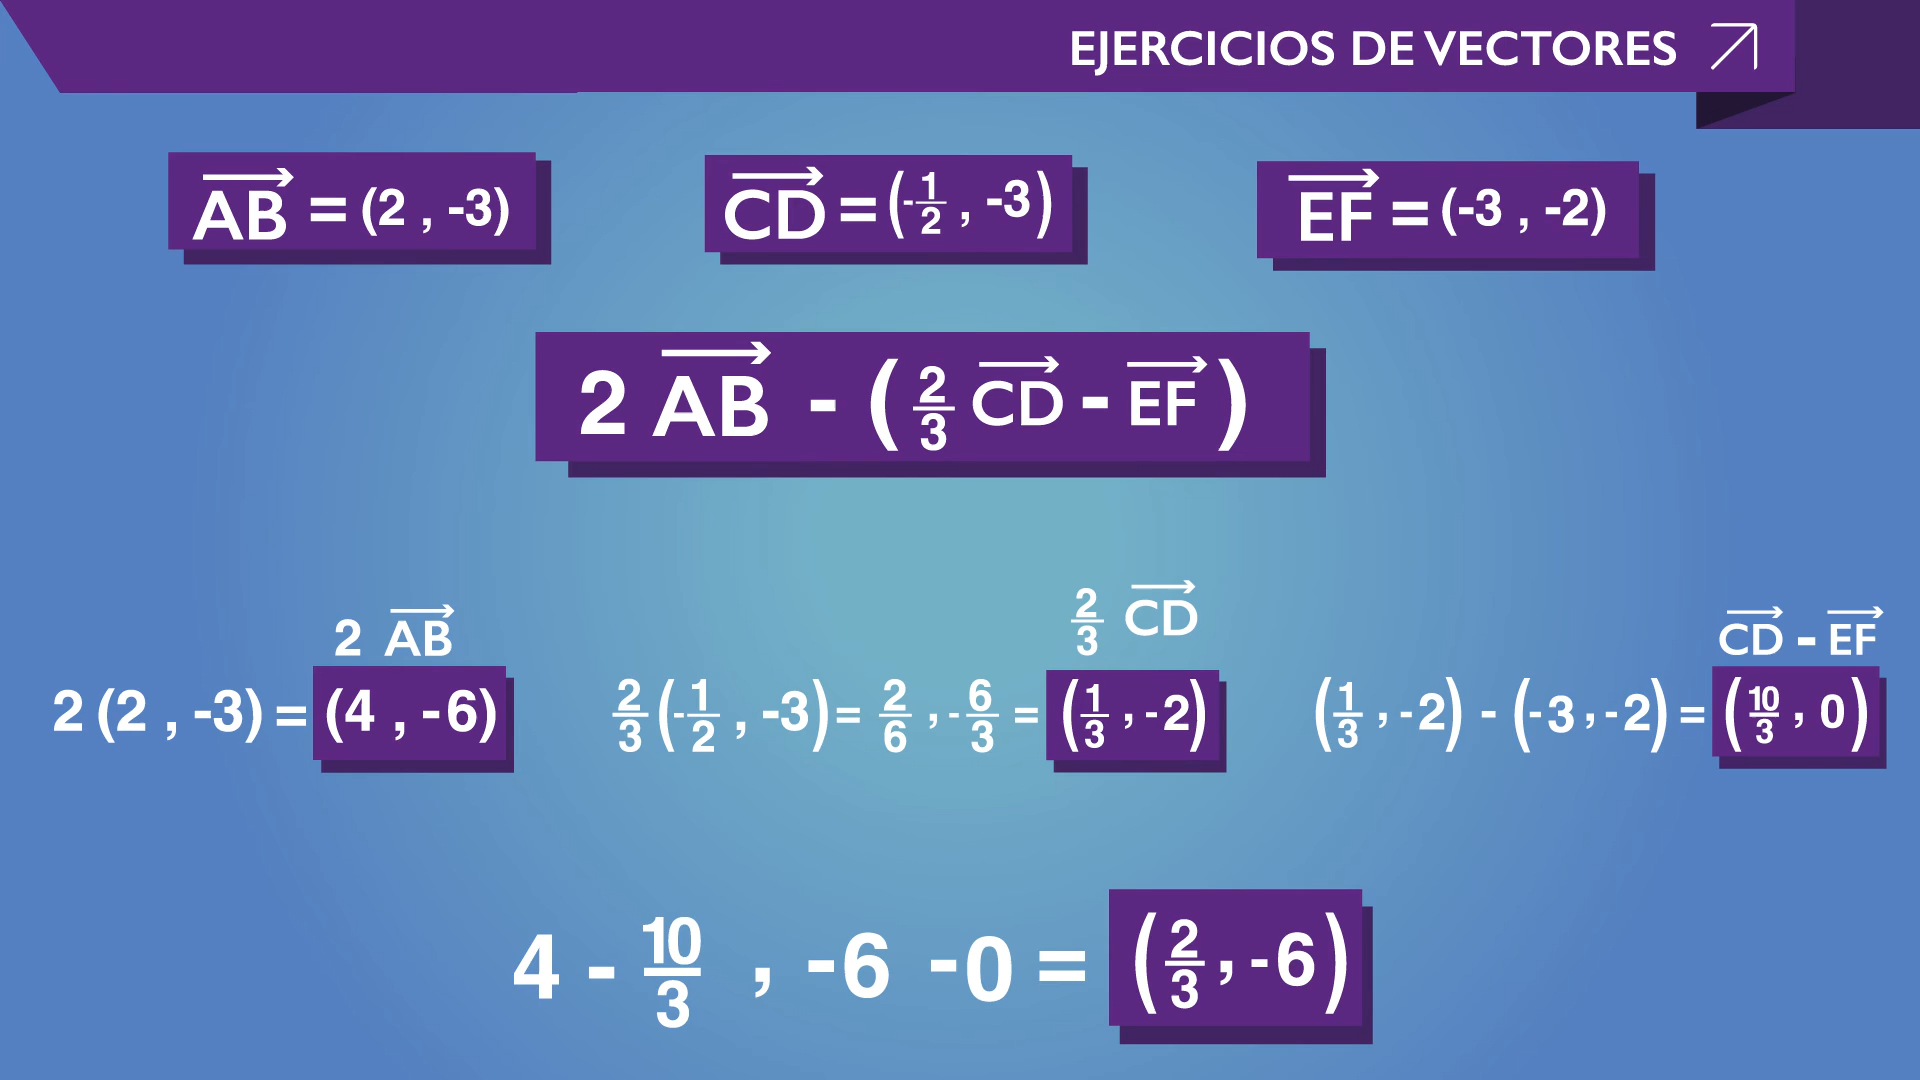 EJERCICIOS DE VECTORES
AB = (2 , -3)
CD = (-1/2 , -3)
EF = (-3 , -2)
2 AB - ( 2/3 CD - EF )
2 AB
2 (2 , -3) = (4 , -6)
2/3 CD
2/3 (-1/2 , -3) = 2/6 , -6/3 = (1/3 , -2)
CD - EF
(1/3 , -2) - (-3 , -2) = (10/3 , 0)
4 - 10/3 , -6 -0 = (2/3 , -6)